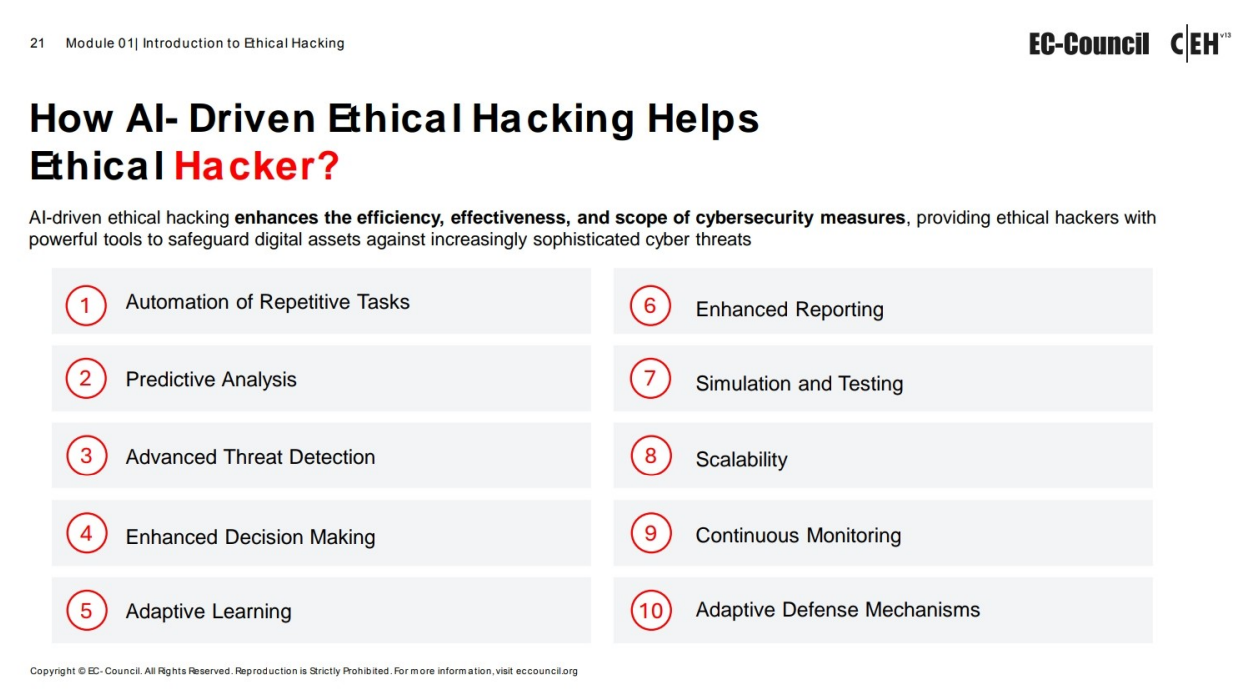 21 Module 01| Introduction to Ethical Hacking
EC-Council C|EH v13
How AI- Driven Ethical Hacking Helps
Ethical Hacker?
AI-driven ethical hacking enhances the efficiency, effectiveness, and scope of cybersecurity measures, providing ethical hackers with
powerful tools to safeguard digital assets against increasingly sophisticated cyber threats
1 Automation of Repetitive Tasks
2 Predictive Analysis
3 Advanced Threat Detection
4 Enhanced Decision Making
5 Adaptive Learning
6 Enhanced Reporting
7 Simulation and Testing
8 Scalability
9 Continuous Monitoring
10 Adaptive Defense Mechanisms
Copyright © EC- Council. All Rights Reserved. Reproduction is Strictly Prohibited. For more information, visit eccouncil.org